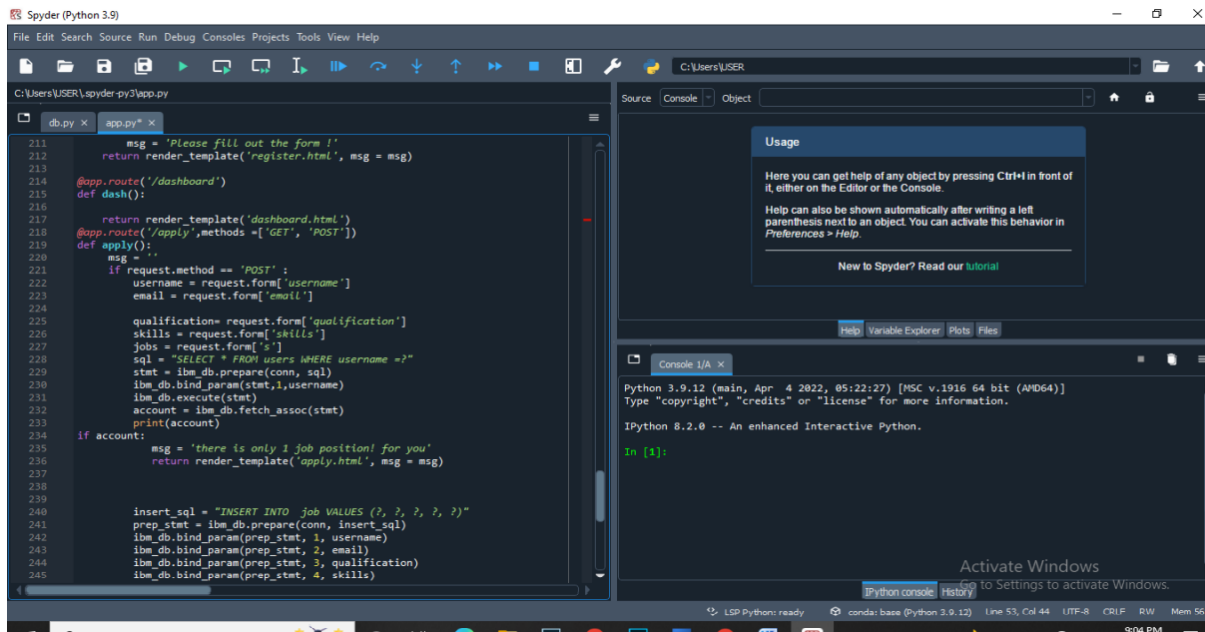 Spyder (Python 3.9)
File Edit Search Source Run Debug Consoles Projects Tools View Help
C:\Users\USER
C:\Users\USER\.spyder-py3\app.py
db.py
app.py*
211 msg = 'Please fill out the form !'
212 return render_template('register.html', msg = msg)
213
214 @app.route('/dashboard')
215 def dash():
216
217 return render_template('dashboard.html')
218 @app.route('/apply',methods =['GET', 'POST'])
219 def apply():
220 msg = ''
221 if request.method == 'POST' :
222 username = request.form['username']
223 email = request.form['email']
224
225 qualification= request.form['qualification']
226 skills = request.form['skills']
227 jobs = request.form['s']
228 sql = "SELECT * FROM users WHERE username =?"
229 stmt = ibm_db.prepare(conn, sql)
230 ibm_db.bind_param(stmt,1,username)
231 ibm_db.execute(stmt)
232 account = ibm_db.fetch_assoc(stmt)
233 print(account)
234 if account:
235 msg = 'there is only 1 job position! for you'
236 return render_template('apply.html', msg = msg)
237
238
239
240 insert_sql = "INSERT INTO job VALUES (?, ?, ?, ?, ?)"
241 prep_stmt = ibm_db.prepare(conn, insert_sql)
242 ibm_db.bind_param(prep_stmt, 1, username)
243 ibm_db.bind_param(prep_stmt, 2, email)
244 ibm_db.bind_param(prep_stmt, 3, qualification)
245 ibm_db.bind_param(prep_stmt, 4, skills)
Source Console Object
Usage
Here you can get help of any object by pressing Ctrl+I in front of
it, either on the Editor or the Console.
Help can also be shown automatically after writing a left
parenthesis next to an object. You can activate this behavior in
Preferences > Help.
New to Spyder? Read our tutorial
Help Variable Explorer Plots Files
Console 1/A
Python 3.9.12 (main, Apr 4 2022, 05:22:27) [MSC v.1916 64 bit (AMD64)]
Type "copyright", "credits" or "license" for more information.
IPython 8.2.0 -- An enhanced Interactive Python.
In [1]:
Activate Windows
Go to Settings to activate Windows.
IPython console History
LSP Python: ready conda: base (Python 3.9.12) Line 53, Col 44 UTF-8 CRLF RW Mem 56
9:04 PM